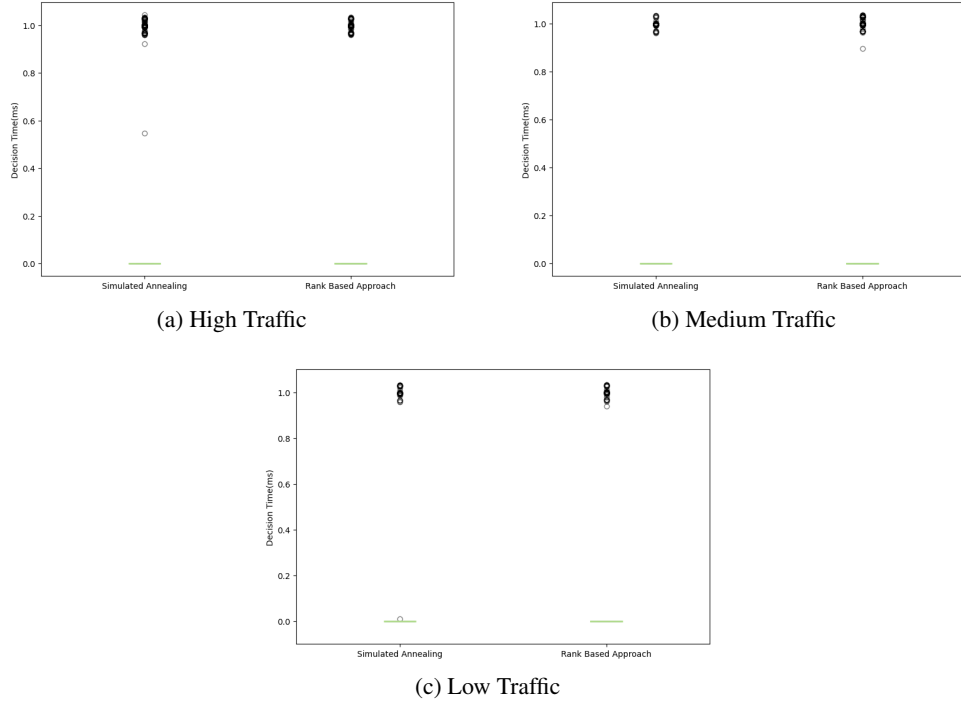 Decision Time(ms)
1.0
0.8
0.6
0.4
0.2
0.0
Simulated Annealing
Rank Based Approach
(a) High Traffic
Decision Time(ms)
1.0
0.8
0.6
0.4
0.2
0.0
Simulated Annealing
Rank Based Approach
(b) Medium Traffic
Decision Time(ms)
1.0
0.8
0.6
0.4
0.2
0.0
Simulated Annealing
Rank Based Approach
(c) Low Traffic